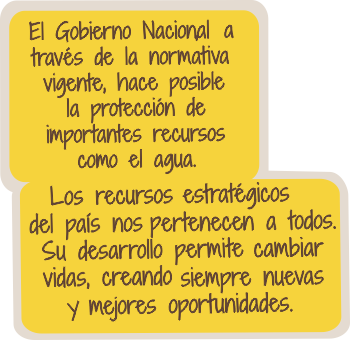 El Gobierno Nacional a
través de la normativa
vigente, hace posible
la protección de
importantes recursos
como el agua.
Los recursos estratégicos
del país nos pertenecen a todos.
Su desarrollo permite cambiar
vidas, creando siempre nuevas
y mejores oportunidades.